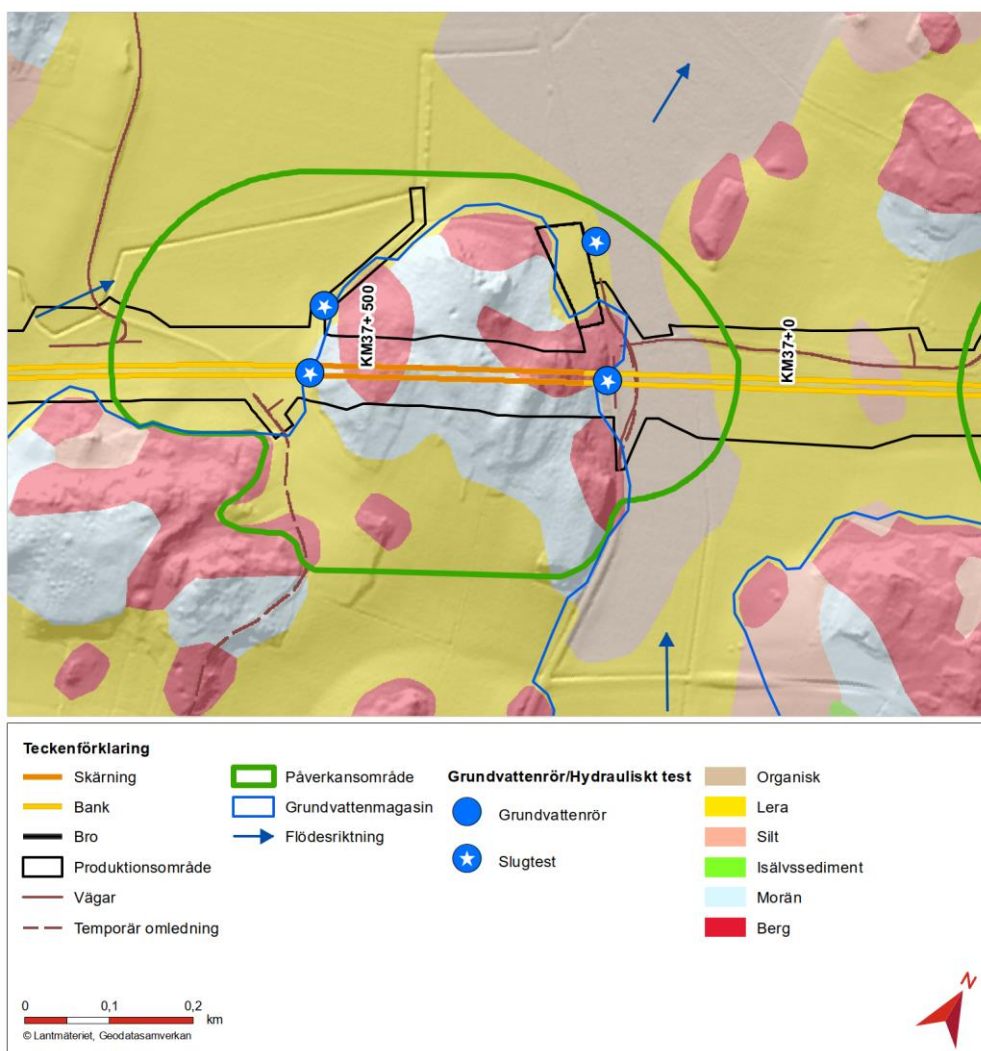 KM37+ 500
KM37+ 0
Teckenförklaring
Skärning
Bank
Bro
Produktionsområde
Vägar
Temporär omledning
Påverkansområde
Grundvattenmagasin
Flödesriktning
Grundvattenrör/Hydrauliskt test
Grundvattenrör
Slugtest
Organisk
Lera
Silt
Isälvssediment
Morän
Berg
0 0,1 0,2
km
© Lantmäteriet, Geodatasamverkan
N